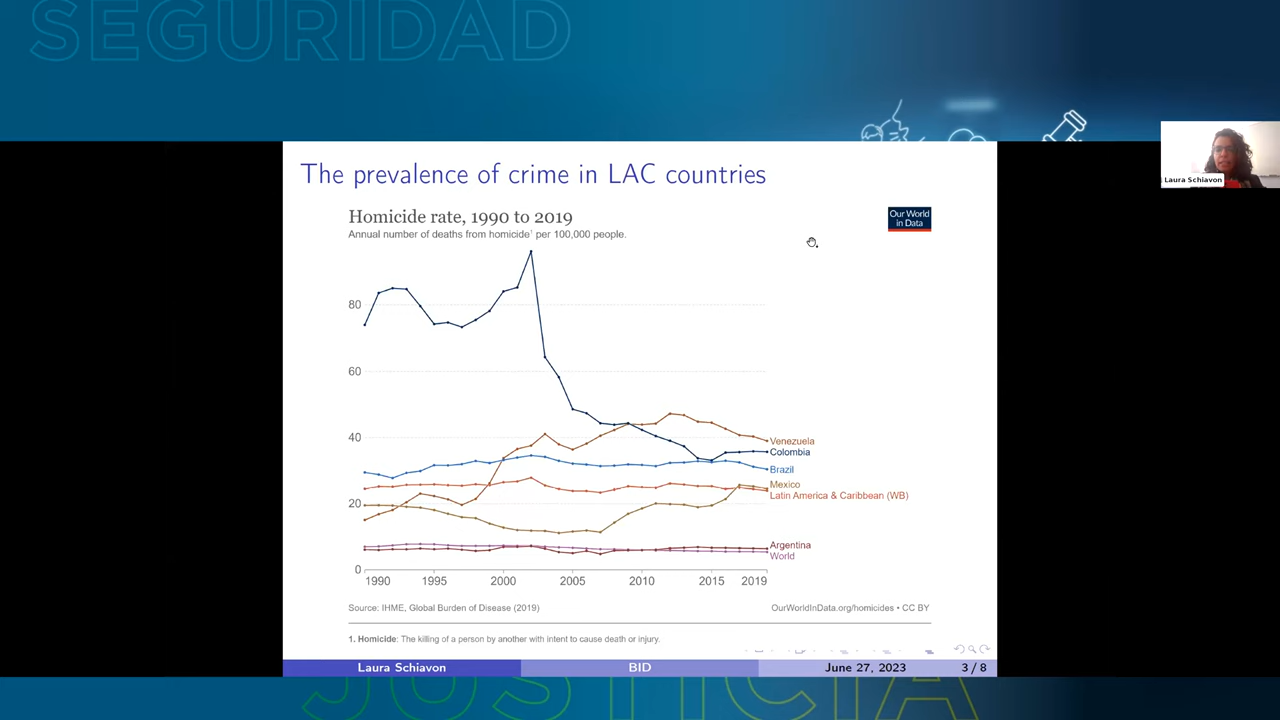 SEGURIDAD
Laura Schiavon
The prevalence of crime in LAC countries
Homicide rate, 1990 to 2019
Annual number of deaths from homicide¹ per 100,000 people.
Our World
in Data
80
60
40
20
0
Venezuela
Colombia
Brazil
Mexico
Latin America & Caribbean (WB)
Argentina
World
1990 1995 2000 2005 2010 2015 2019
Source: IHME, Global Burden of Disease (2019) OurWorldInData.org/homicides • CC BY
1. Homicide: The killing of a person by another with intent to cause death or injury.
Laura Schiavon BID June 27, 2023 3 / 8
JUSTICIA